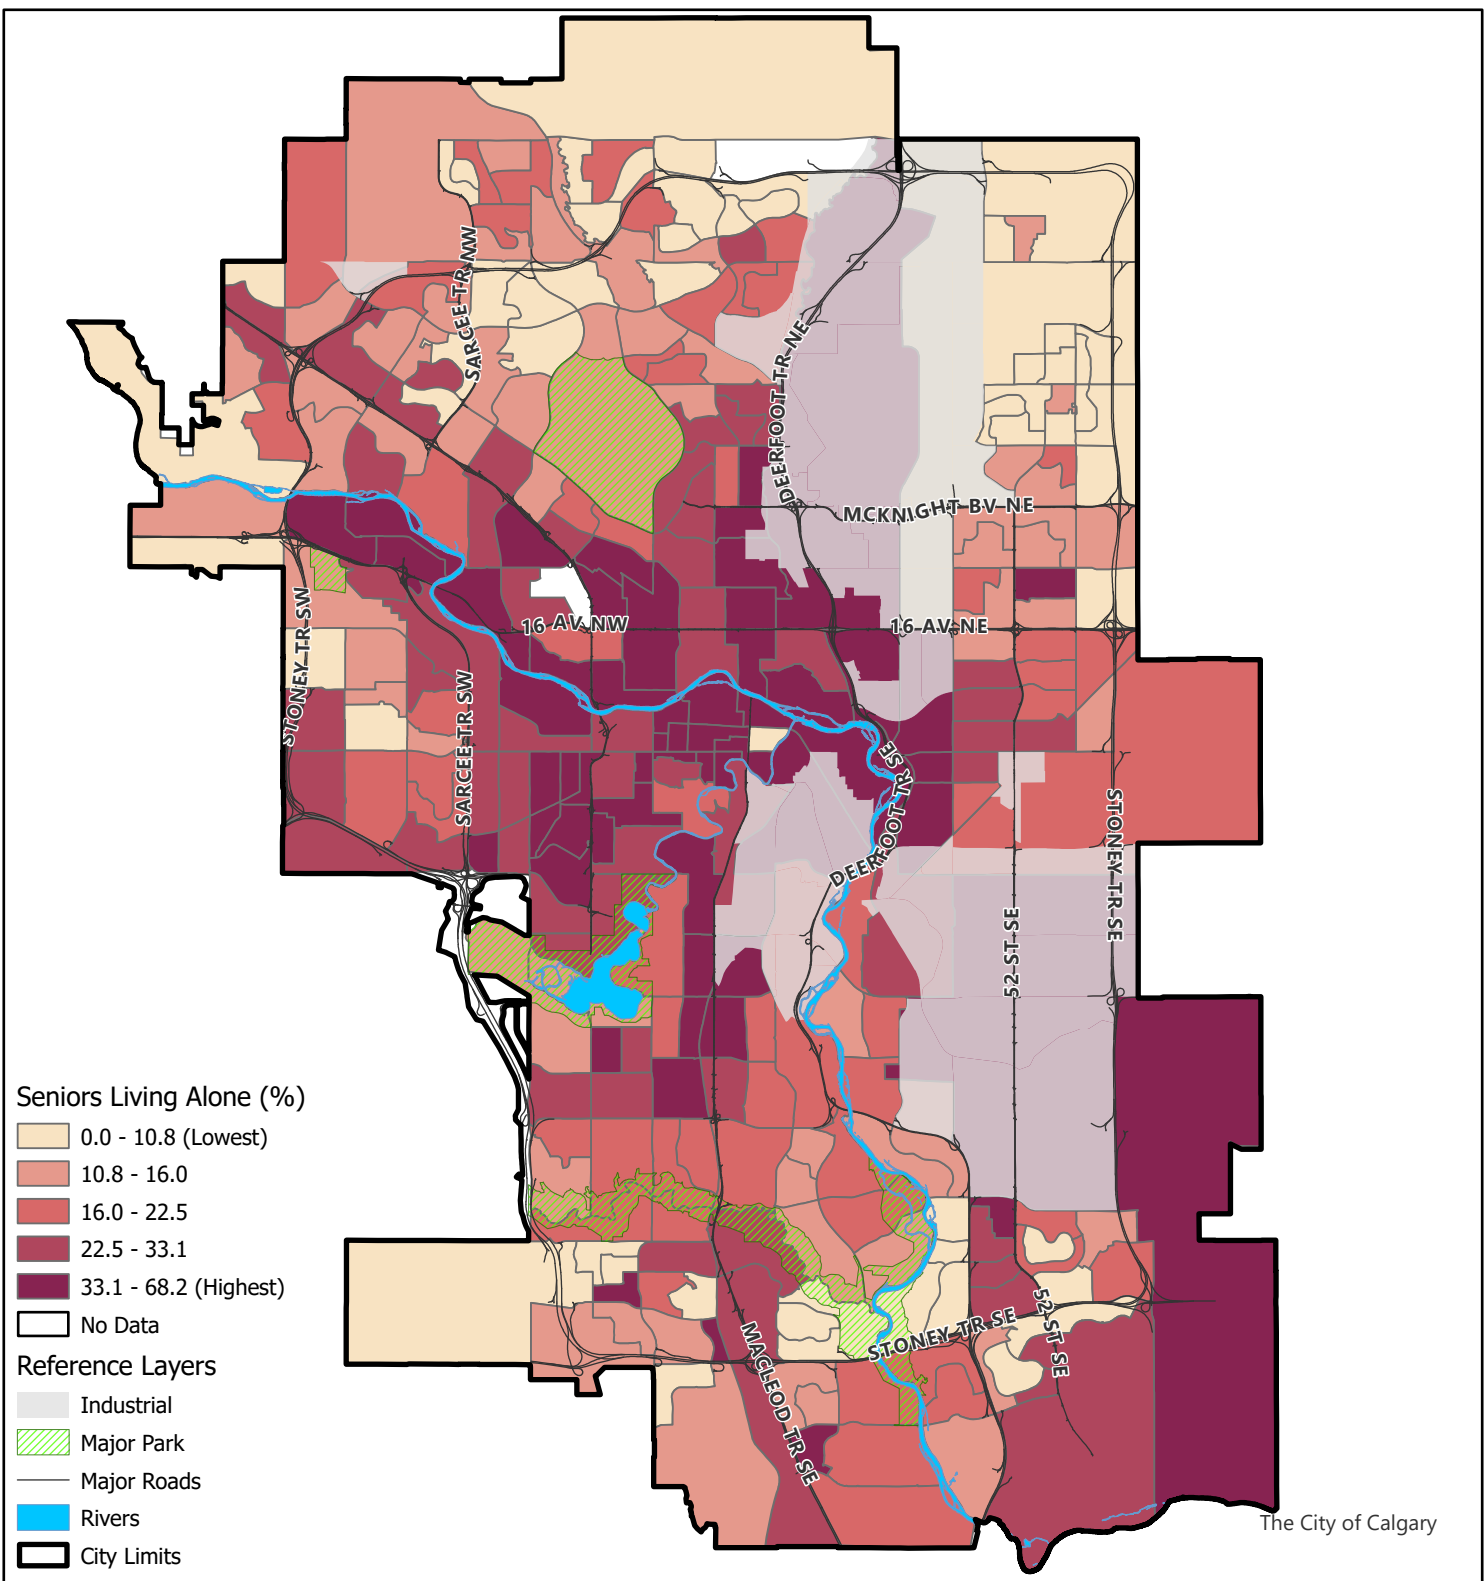 SARCEE TR NW
DEERFOOT TR NE
MCKNIGHT BV NE
16 AV NW
16 AV NE
STONEY TR SW
SARCEE TR SW
DEERFOOT TR SE
STONEY TR SE
52 ST SE
STONEY TR SE
52 ST SE
MACLEOD TR SE
Seniors Living Alone (%)
0.0 - 10.8 (Lowest)
10.8 - 16.0
16.0 - 22.5
22.5 - 33.1
33.1 - 68.2 (Highest)
No Data
Reference Layers
Industrial
Major Park
Major Roads
Rivers
City Limits
The City of Calgary